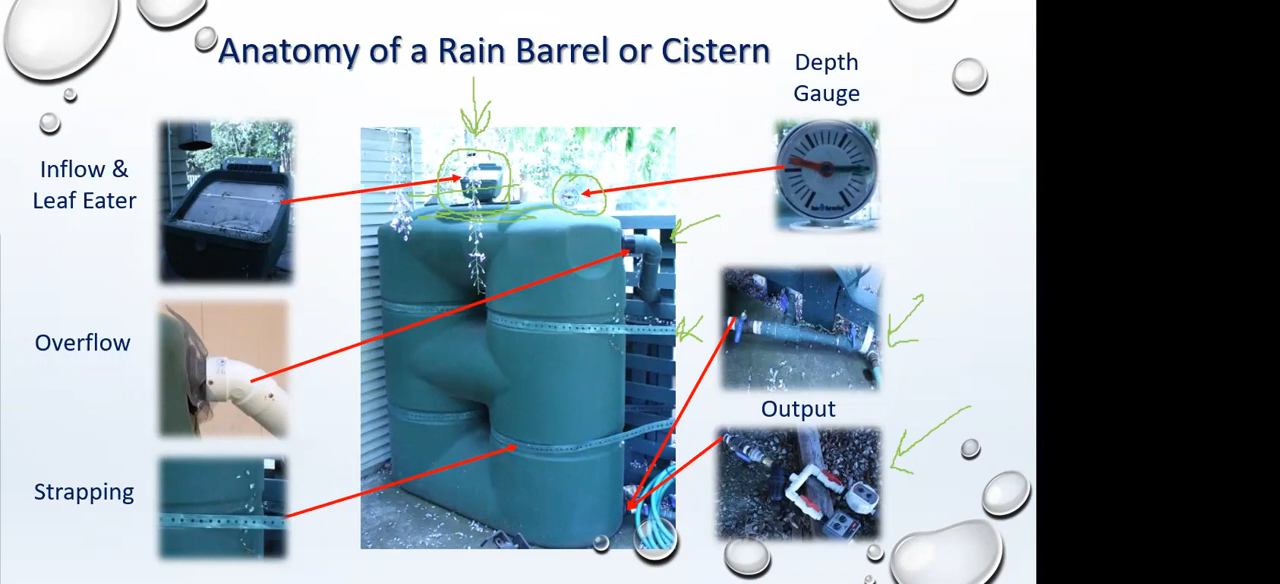 Anatomy of a Rain Barrel or Cistern
Depth
Gauge
Inflow &
Leaf Eater
Overflow
Output
Strapping